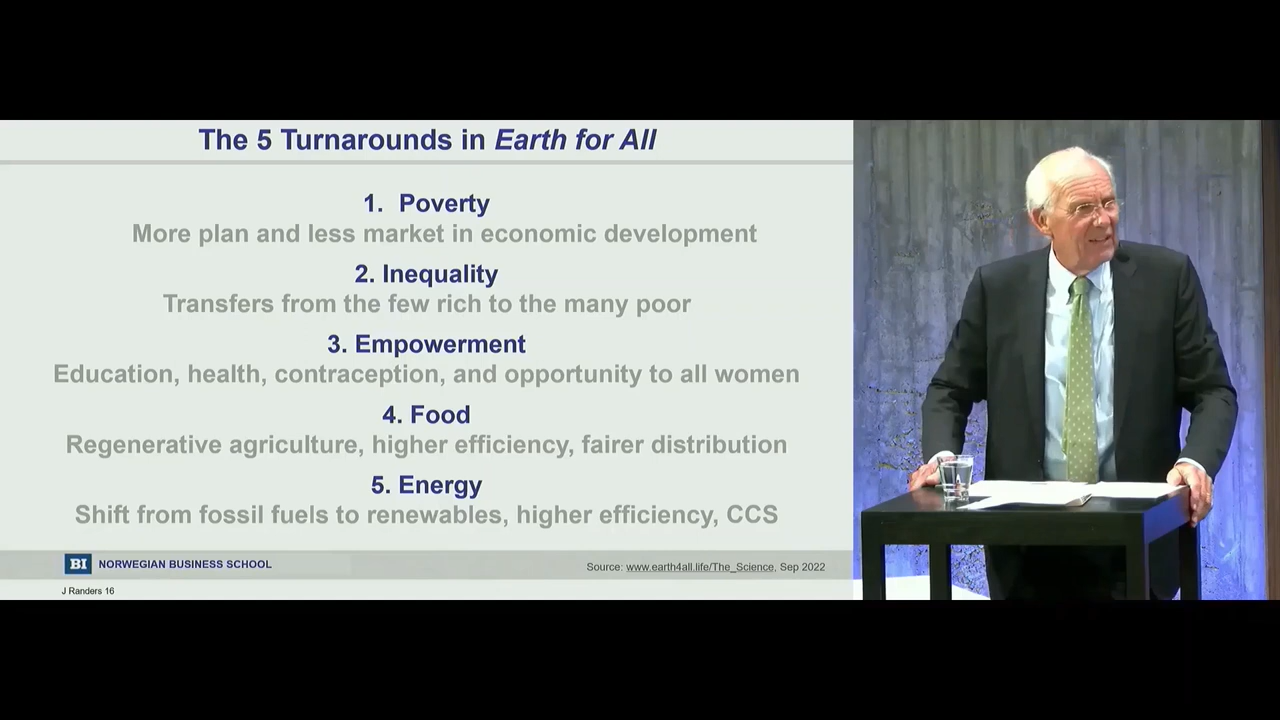 The 5 Turnarounds in Earth for All
1. Poverty
More plan and less market in economic development
2. Inequality
Transfers from the few rich to the many poor
3. Empowerment
Education, health, contraception, and opportunity to all women
4. Food
Regenerative agriculture, higher efficiency, fairer distribution
5. Energy
Shift from fossil fuels to renewables, higher efficiency, CCS
BI NORWEGIAN BUSINESS SCHOOL
Source: www.earth4all.life/The_Science, Sep 2022
J Randers 16